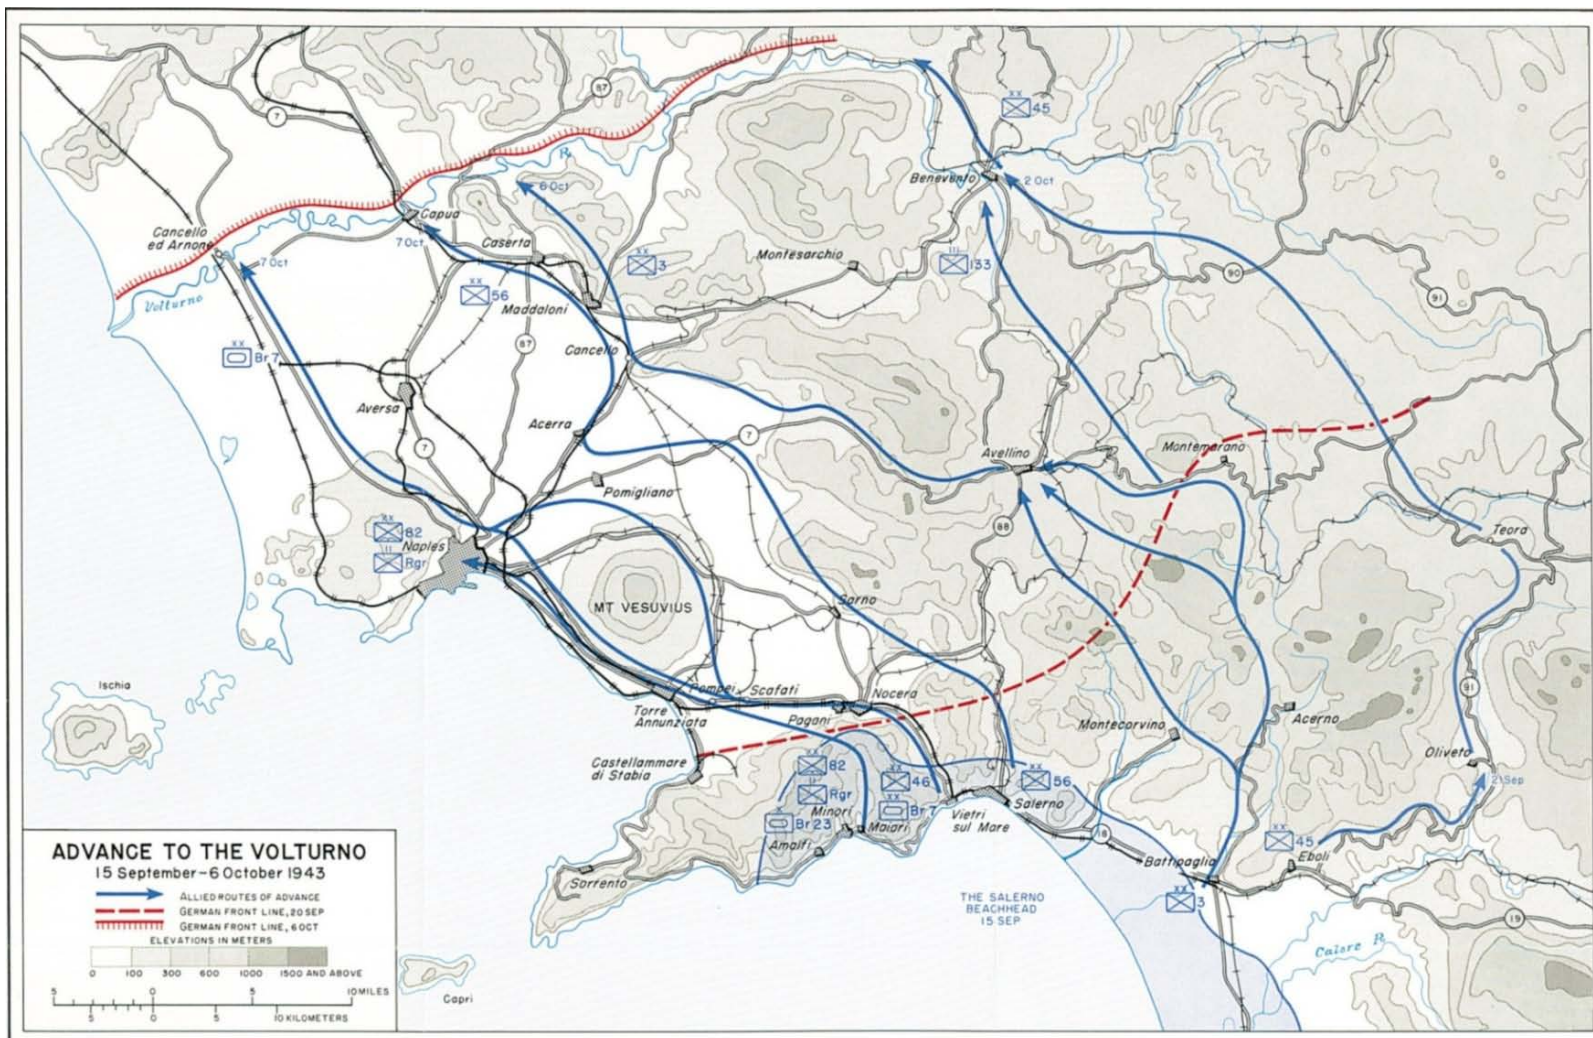 87
7
45
R.
Benevento
2 Oct
6 Oct
Capua
7 Oct
Cancello
ed Arnone
7 Oct
Caserta
3
Montesarchio
133
90
91
Volturno
56
Maddaloni
Br 7
87
Cancello
Aversa
Acerra
7
7
Avellino
Montemarano
Pomigliano
82
Naples
Rgr
88
Teora
MT VESUVIUS
Sarno
Ischia
Pompei
Scafati
Nocera
Torre
Annunziata
Pagani
Montecorvino
Acerno
91
Castellammare
di Stabia
82
46
56
Oliveto
21 Sep
Rgr
Br 7
Salerno
Minori
Br 23
Maiori
Vietri
sul Mare
Amalfi
18
45
Eboli
Battipaglia
Sorrento
THE SALERNO
BEACHHEAD
15 SEP
3
19
Calore R.
Capri
ADVANCE TO THE VOLTURNO
15 September–6 October 1943
ALLIED ROUTES OF ADVANCE
GERMAN FRONT LINE, 20 SEP
GERMAN FRONT LINE, 6 OCT
ELEVATIONS IN METERS
0 100 300 600 1000 1500 AND ABOVE
5 0 5 10 MILES
5 0 5 10 KILOMETERS